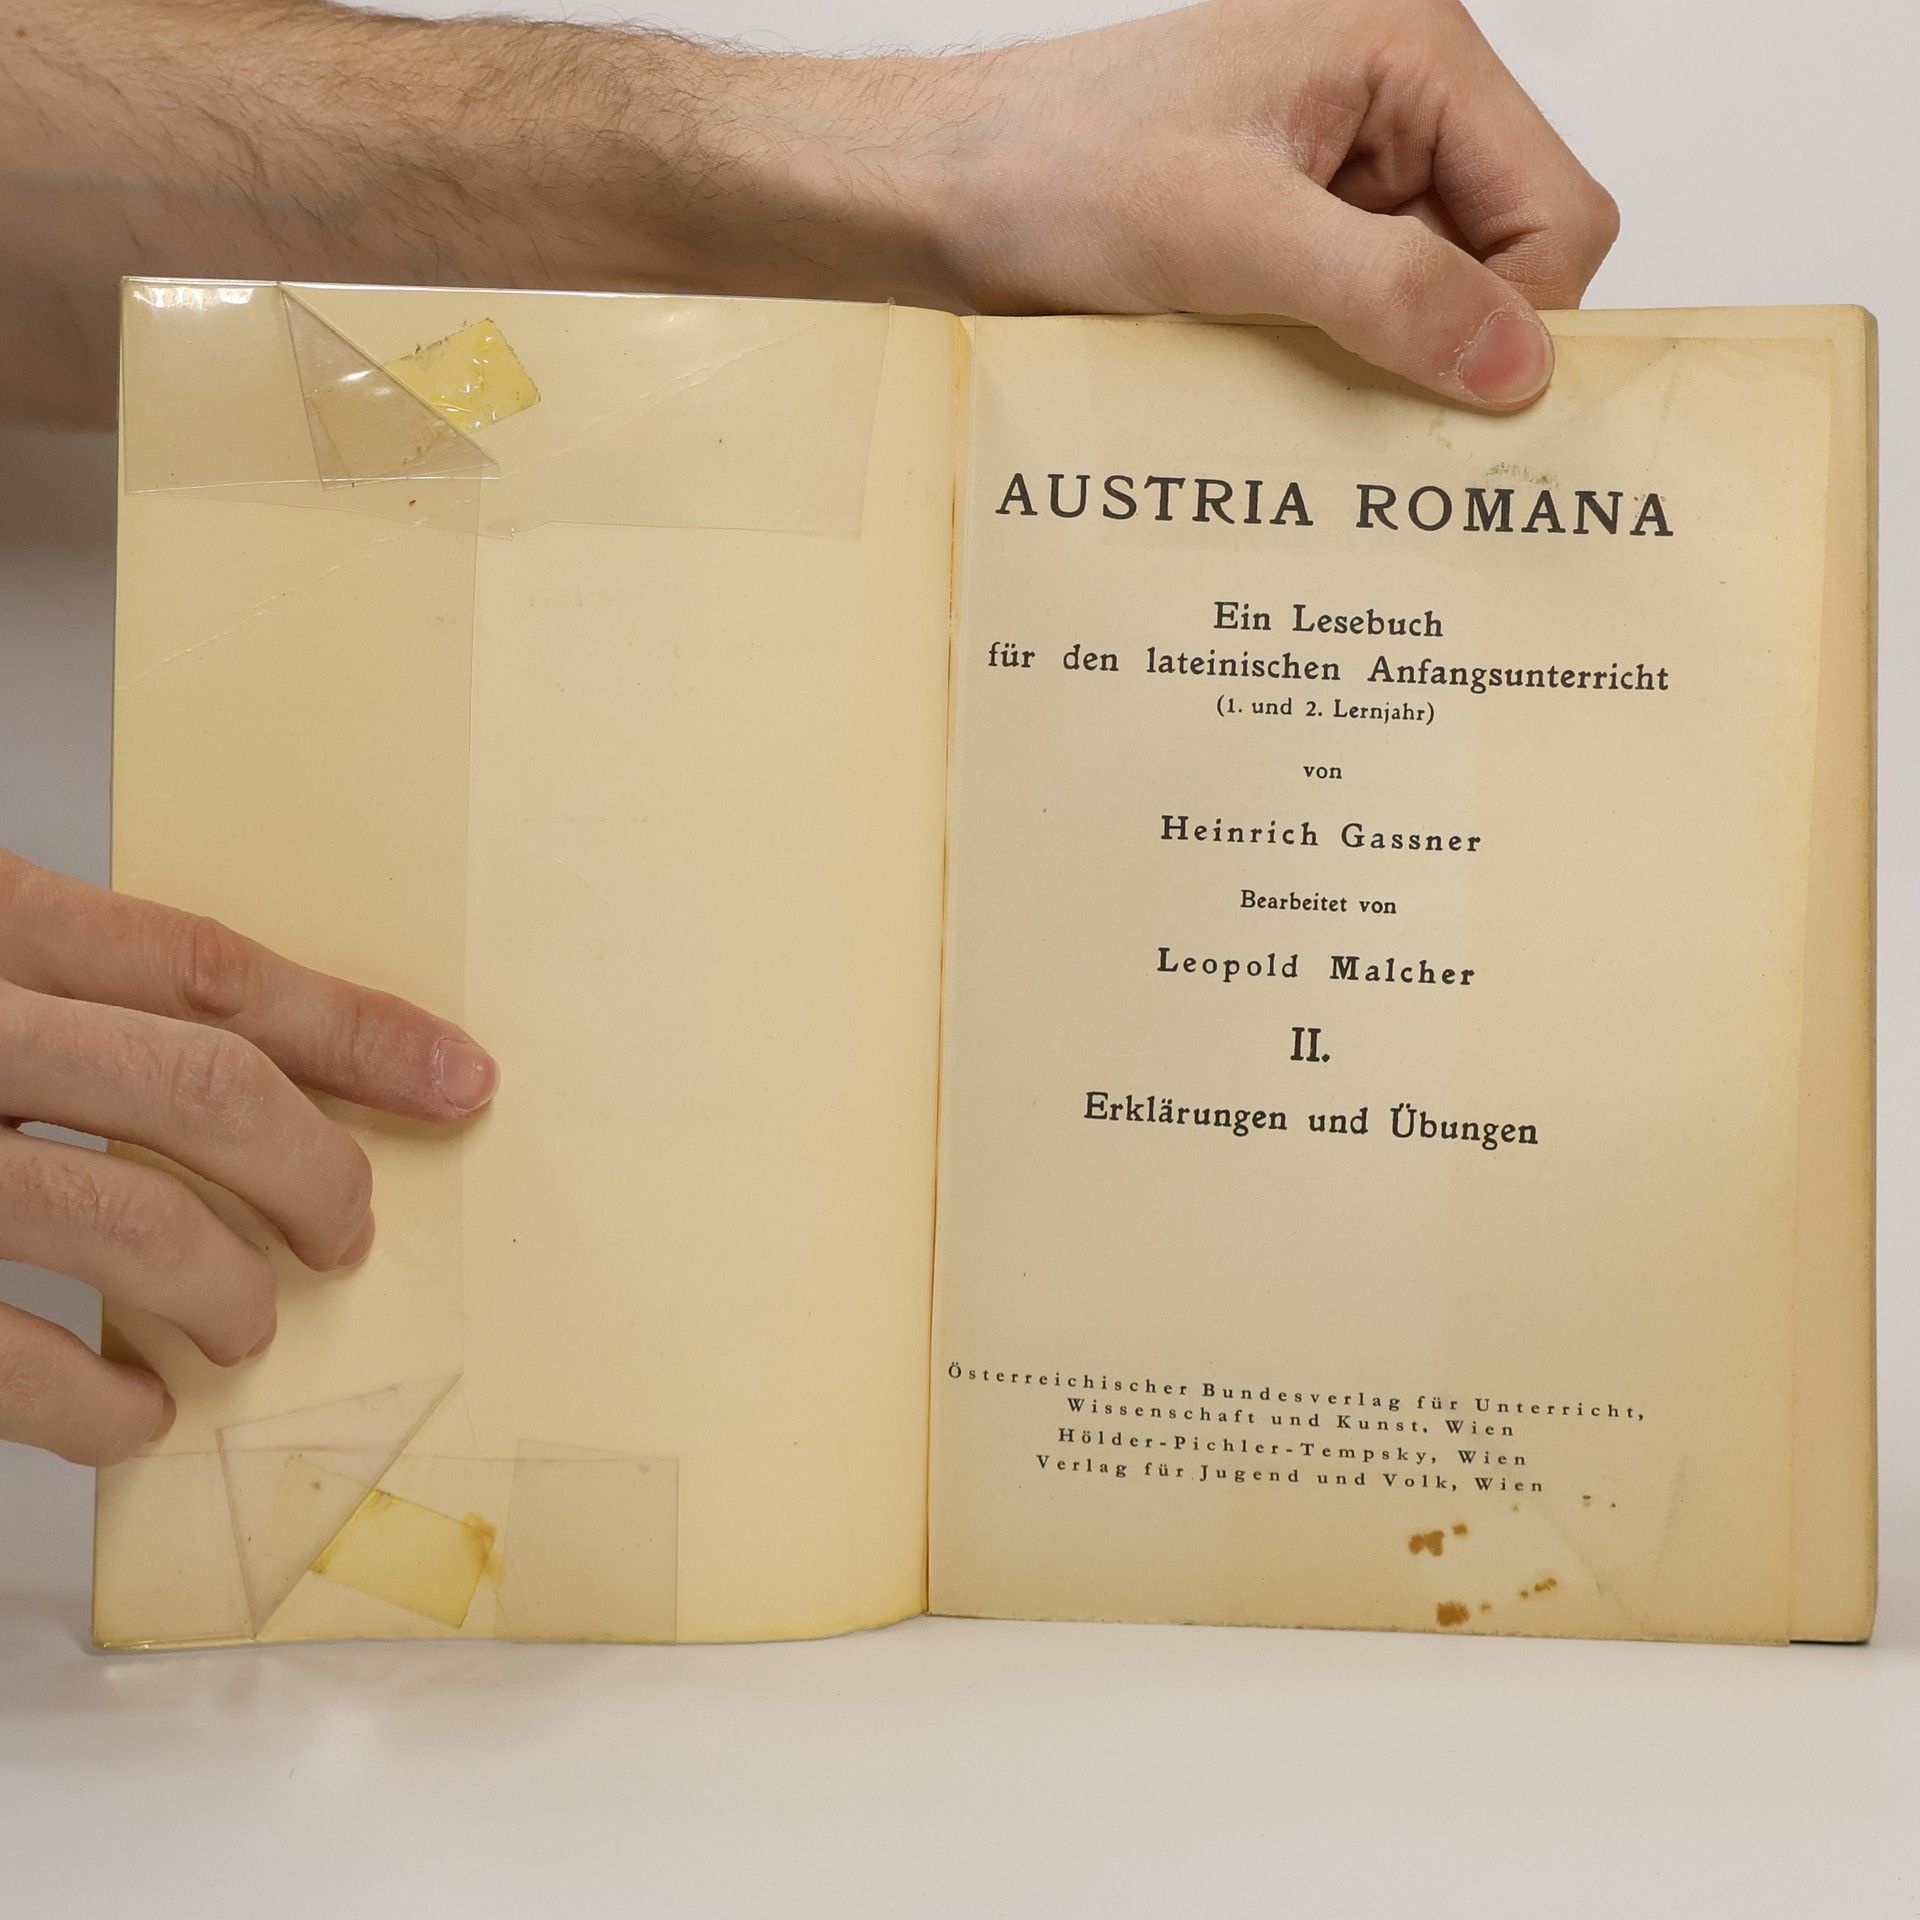 AUSTRIA ROMANA
Ein Lesebuch
für den lateinischen Anfangsunterricht
(1. und 2. Lernjahr)
von
Heinrich Gassner
Bearbeitet von
Leopold Malcher
II.
Erklärungen und Übungen
Österreichischer Bundesverlag für Unterricht,
Wissenschaft und Kunst, Wien
Hölder-Pichler-Tempsky, Wien
Verlag für Jugend und Volk, Wien